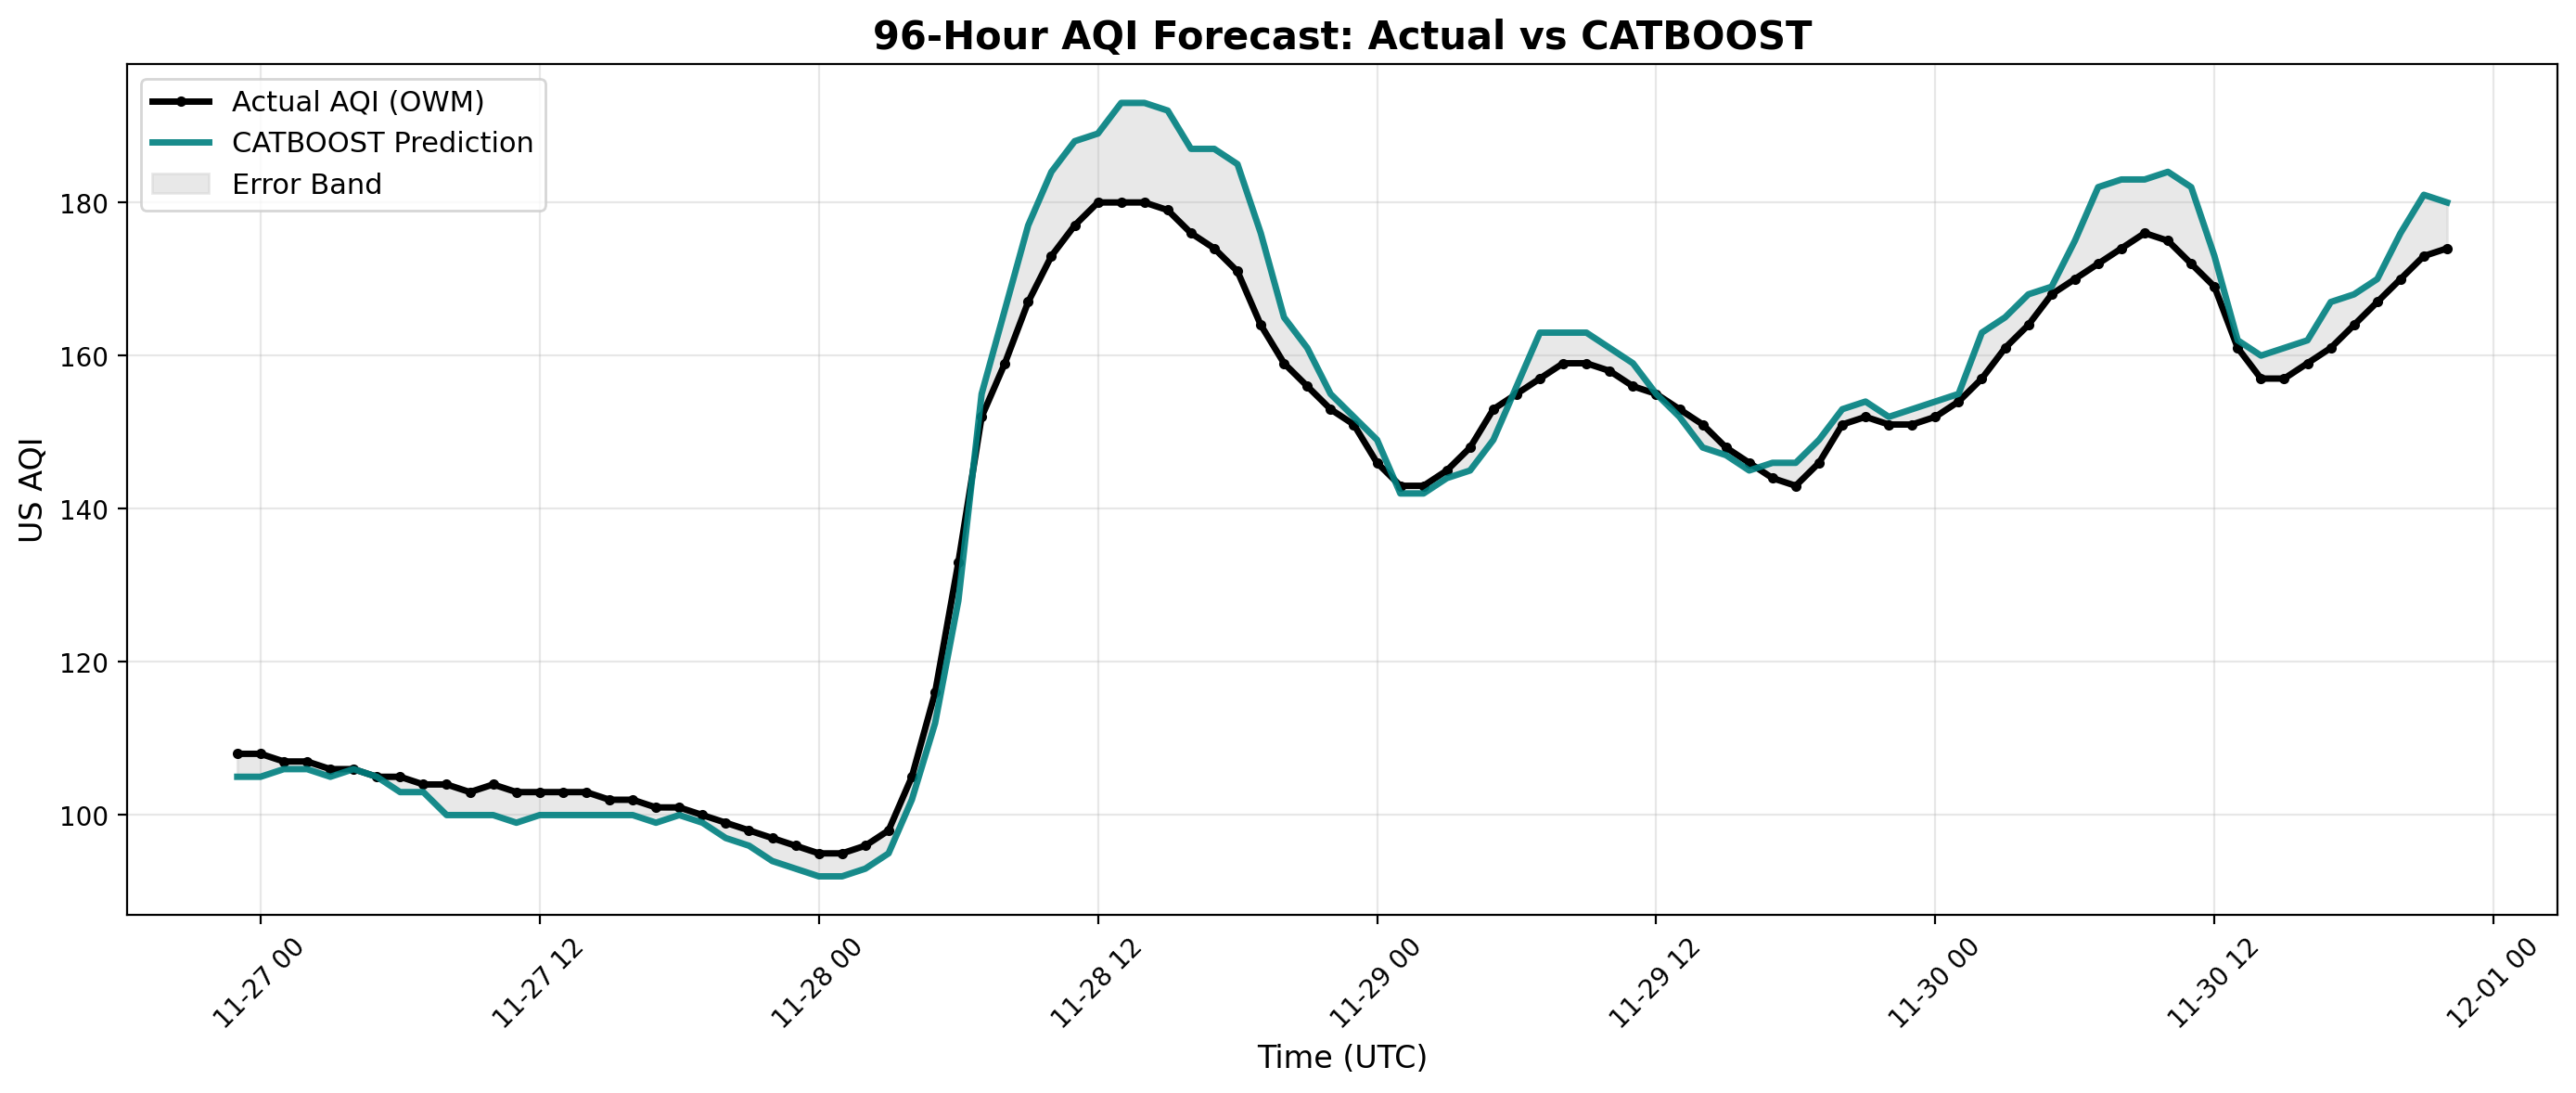 96-Hour AQI Forecast: Actual vs CATBOOST
Actual AQI (OWM)
CATBOOST Prediction
Error Band
US AQI
180
160
140
120
100
11-27 00
11-27 12
11-28 00
11-28 12
11-29 00
11-29 12
11-30 00
11-30 12
12-01 00
Time (UTC)